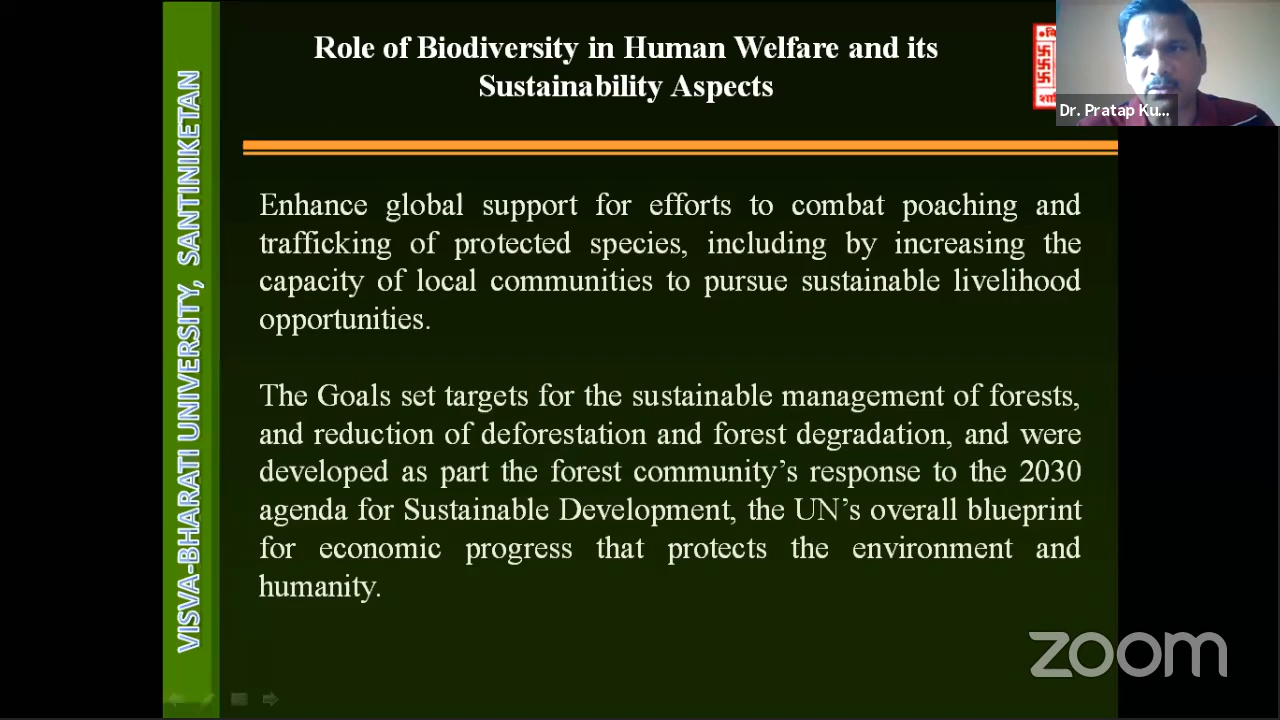 Role of Biodiversity in Human Welfare and its
Sustainability Aspects
Dr. Pratap Ku...
VISVA-BHARATI UNIVERSITY, SANTINIKETAN
Enhance global support for efforts to combat poaching and
trafficking of protected species, including by increasing the
capacity of local communities to pursue sustainable livelihood
opportunities.
The Goals set targets for the sustainable management of forests,
and reduction of deforestation and forest degradation, and were
developed as part the forest community’s response to the 2030
agenda for Sustainable Development, the UN’s overall blueprint
for economic progress that protects the environment and
humanity.
zoom